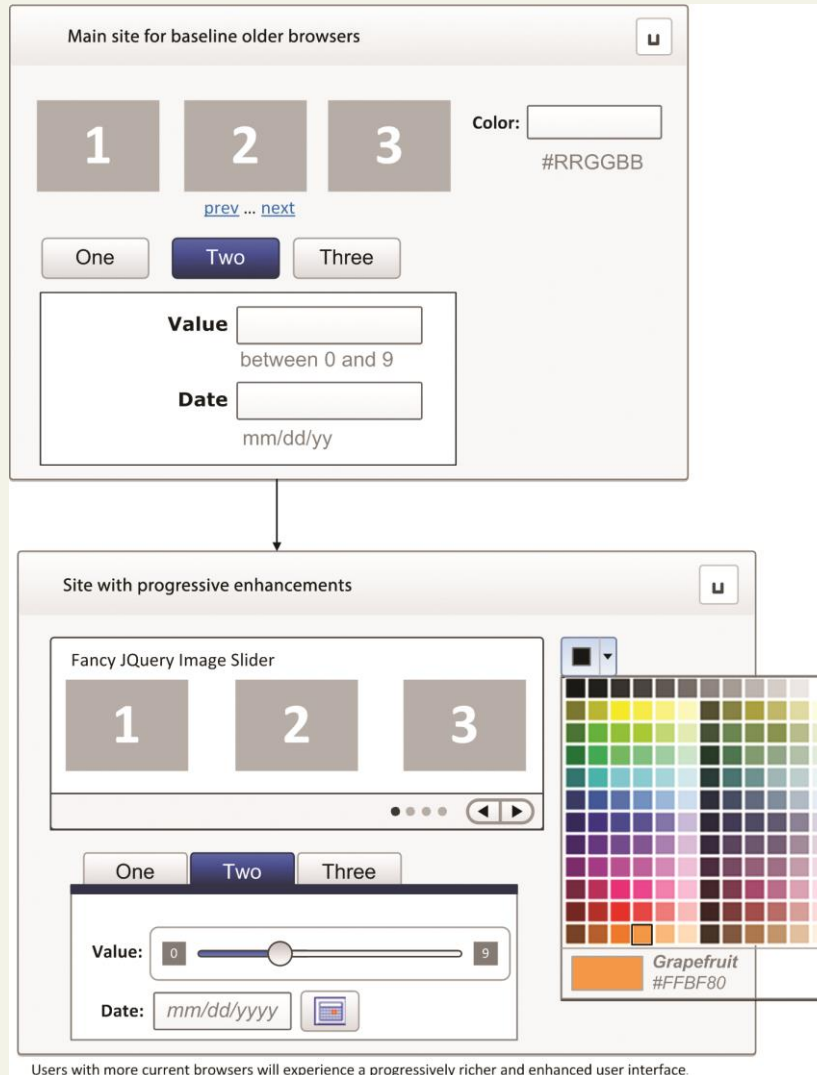 Main site for baseline older browsers
1 2 3
Color:
#RRGGBB
prev ... next
One Two Three
Value
between 0 and 9
Date
mm/dd/yy
Site with progressive enhancements
Fancy JQuery Image Slider
1 2 3
One Two Three
Value: 0 9
Date: mm/dd/yyyy
Grapefruit
#FFBF80
Users with more current browsers will experience a progressively richer and enhanced user interface.